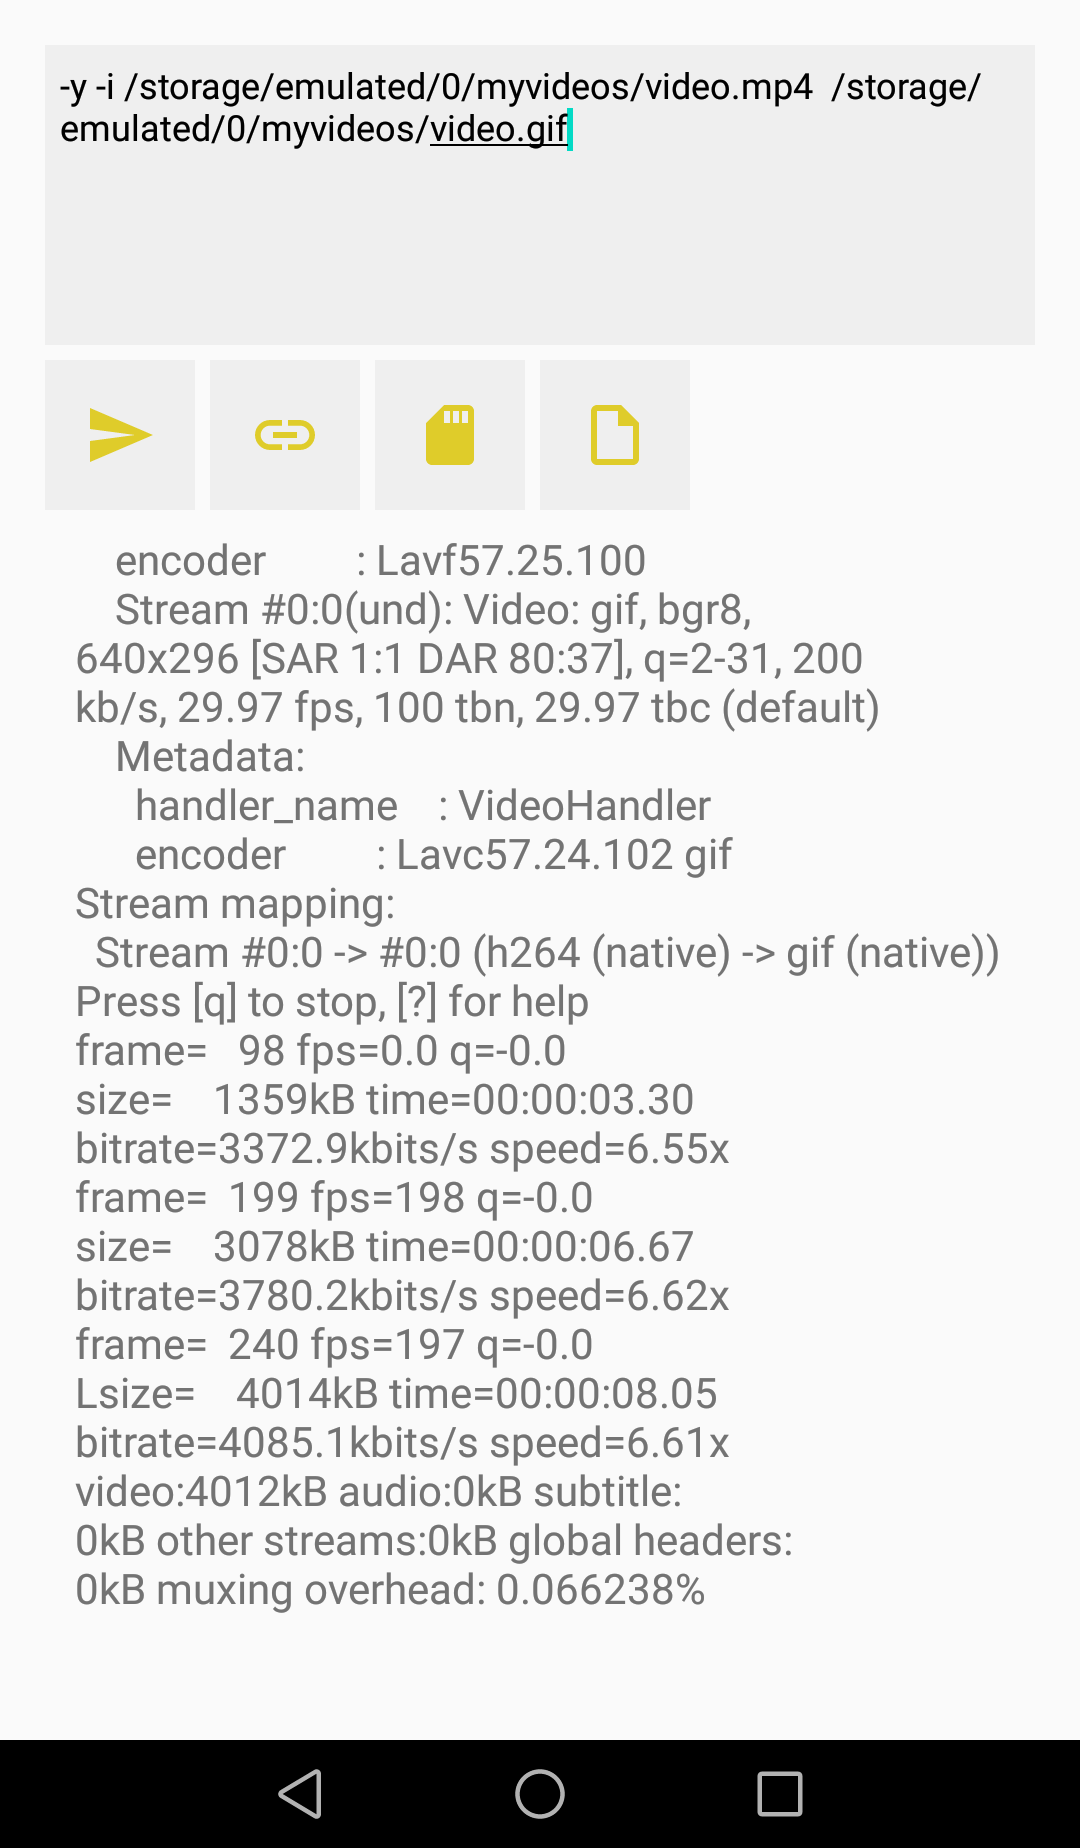 -y -i /storage/emulated/0/myvideos/video.mp4  /storage/
emulated/0/myvideos/video.gif
encoder         : Lavf57.25.100
Stream #0:0(und): Video: gif, bgr8,
640x296 [SAR 1:1 DAR 80:37], q=2-31, 200
kb/s, 29.97 fps, 100 tbn, 29.97 tbc (default)
Metadata:
handler_name    : VideoHandler
encoder         : Lavc57.24.102 gif
Stream mapping:
Stream #0:0 -> #0:0 (h264 (native) -> gif (native))
Press [q] to stop, [?] for help
frame=   98 fps=0.0 q=-0.0
size=    1359kB time=00:00:03.30
bitrate=3372.9kbits/s speed=6.55x
frame=  199 fps=198 q=-0.0
size=    3078kB time=00:00:06.67
bitrate=3780.2kbits/s speed=6.62x
frame=  240 fps=197 q=-0.0
Lsize=    4014kB time=00:00:08.05
bitrate=4085.1kbits/s speed=6.61x
video:4012kB audio:0kB subtitle:
0kB other streams:0kB global headers:
0kB muxing overhead: 0.066238%